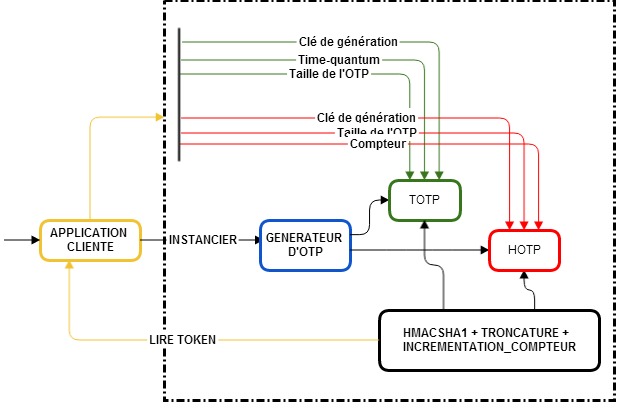 Clé de génération
Time-quantum
Taille de l'OTP
Clé de génération
Taille de l'OTP
Compteur
TOTP
APPLICATION
CLIENTE
INSTANCIER
GENERATEUR
D'OTP
HOTP
HMACSHA1 + TRONCATURE +
INCREMENTATION_COMPTEUR
LIRE TOKEN